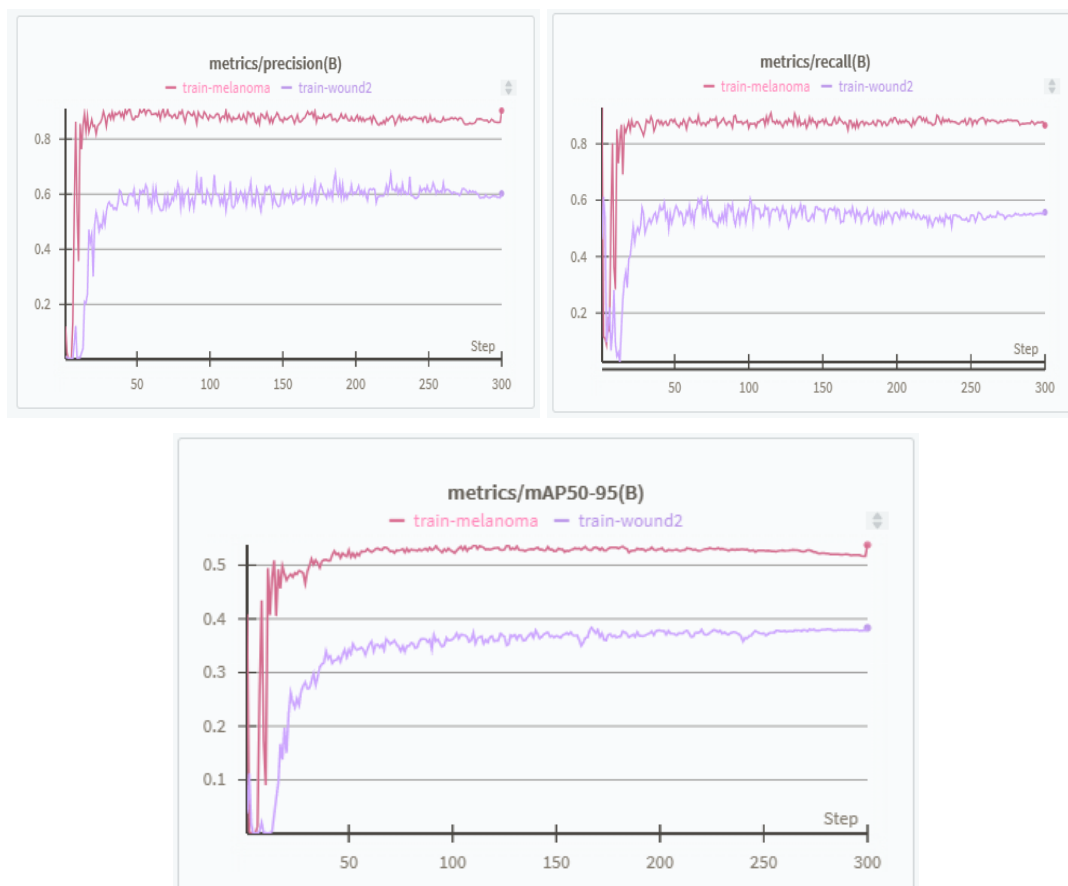 metrics/precision(B)
train-melanoma train-wound2
0.8
0.6
0.4
0.2
Step
50 100 150 200 250 300
metrics/recall(B)
train-melanoma train-wound2
0.8
0.6
0.4
0.2
Step
50 100 150 200 250 300
metrics/mAP50-95(B)
train-melanoma train-wound2
0.5
0.4
0.3
0.2
0.1
Step
50 100 150 200 250 300